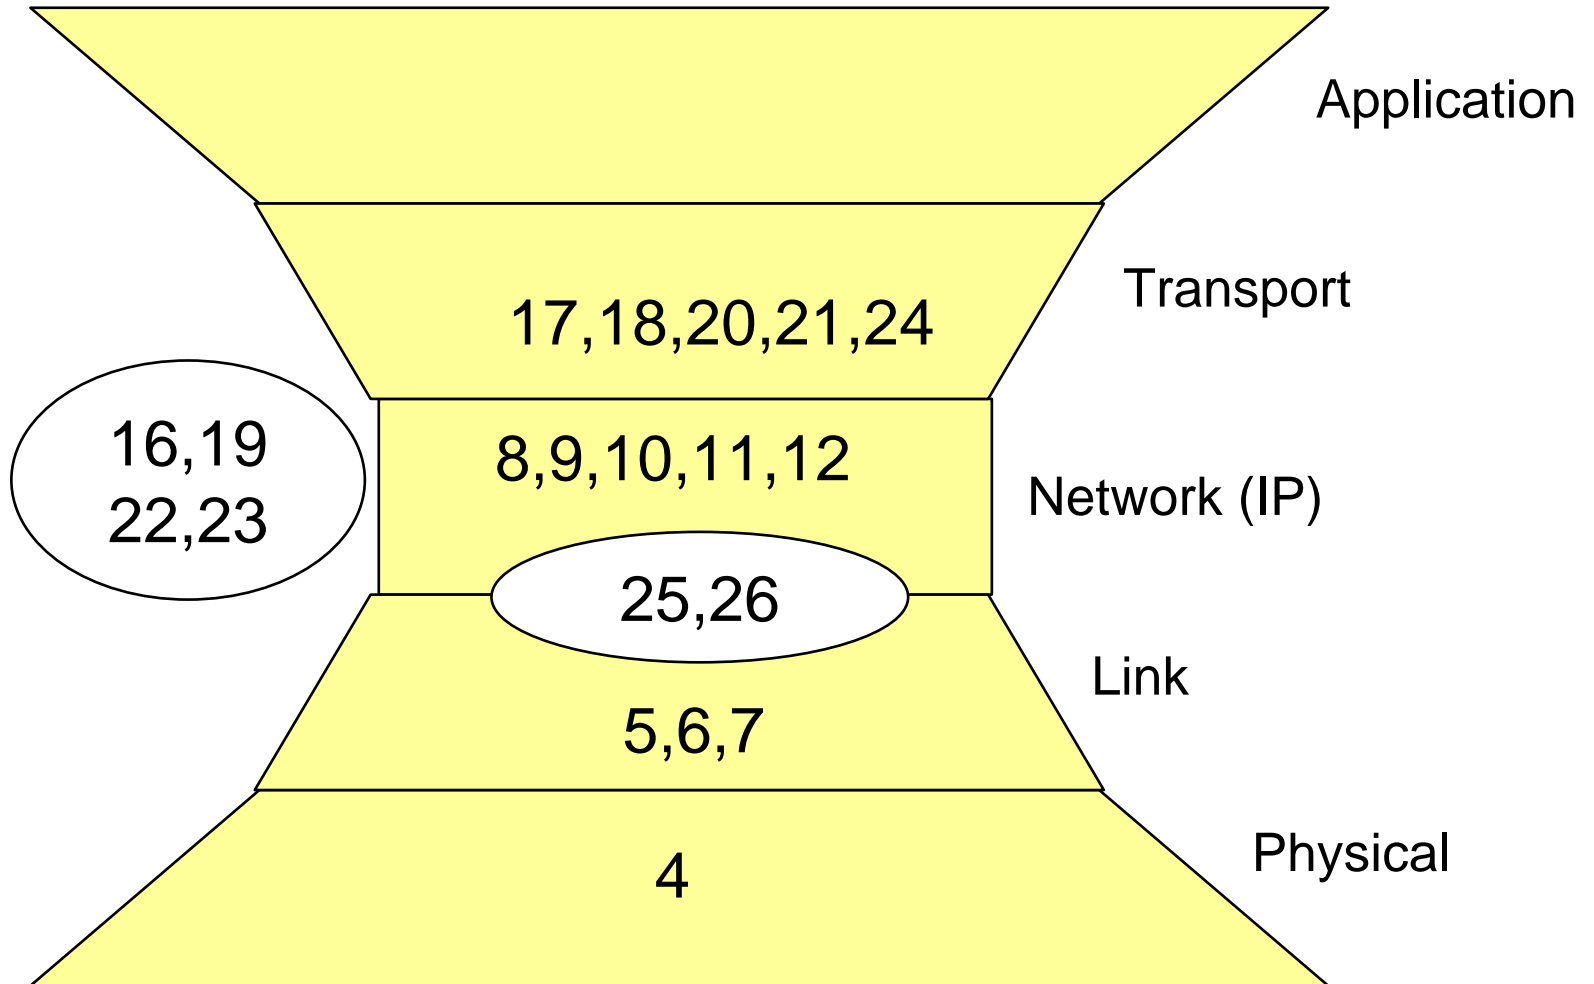 Application
Transport
17,18,20,21,24
16,19
22,23
8,9,10,11,12
Network (IP)
25,26
Link
5,6,7
Physical
4